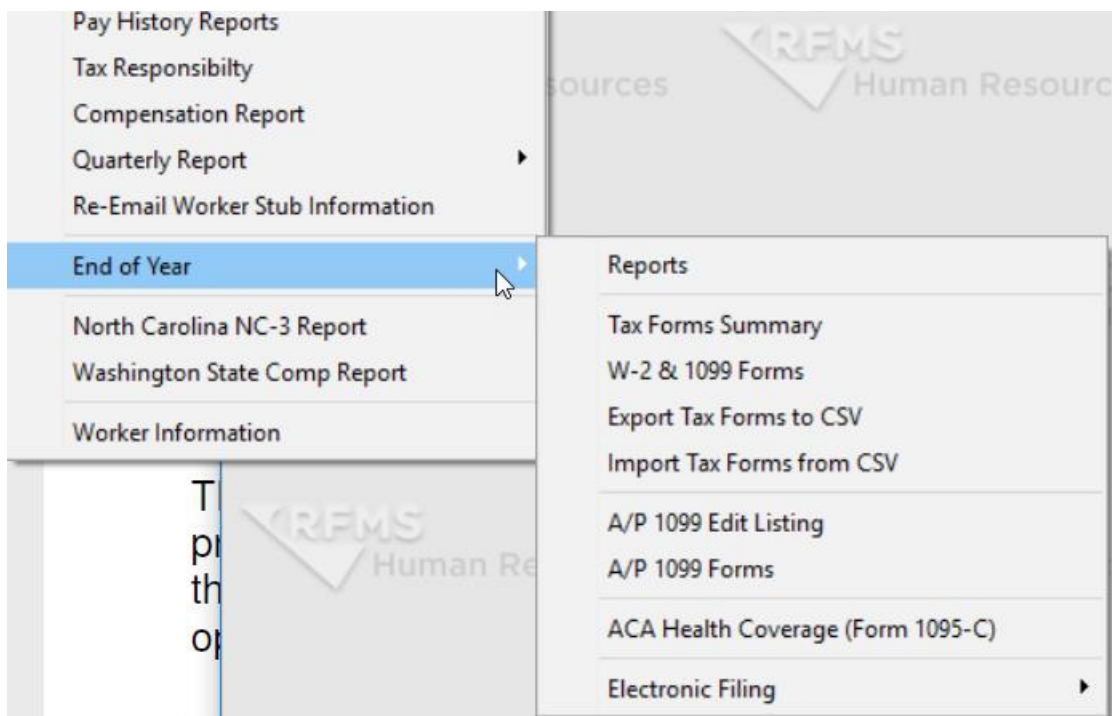 Pay History Reports
Tax Responsibilty
Compensation Report
Quarterly Report
Re-Email Worker Stub Information
End of Year
North Carolina NC-3 Report
Washington State Comp Report
Worker Information
Reports
Tax Forms Summary
W-2 & 1099 Forms
Export Tax Forms to CSV
Import Tax Forms from CSV
A/P 1099 Edit Listing
A/P 1099 Forms
ACA Health Coverage (Form 1095-C)
Electronic Filing
sources
RFMS
Human Resourc
RFMS
Human Re